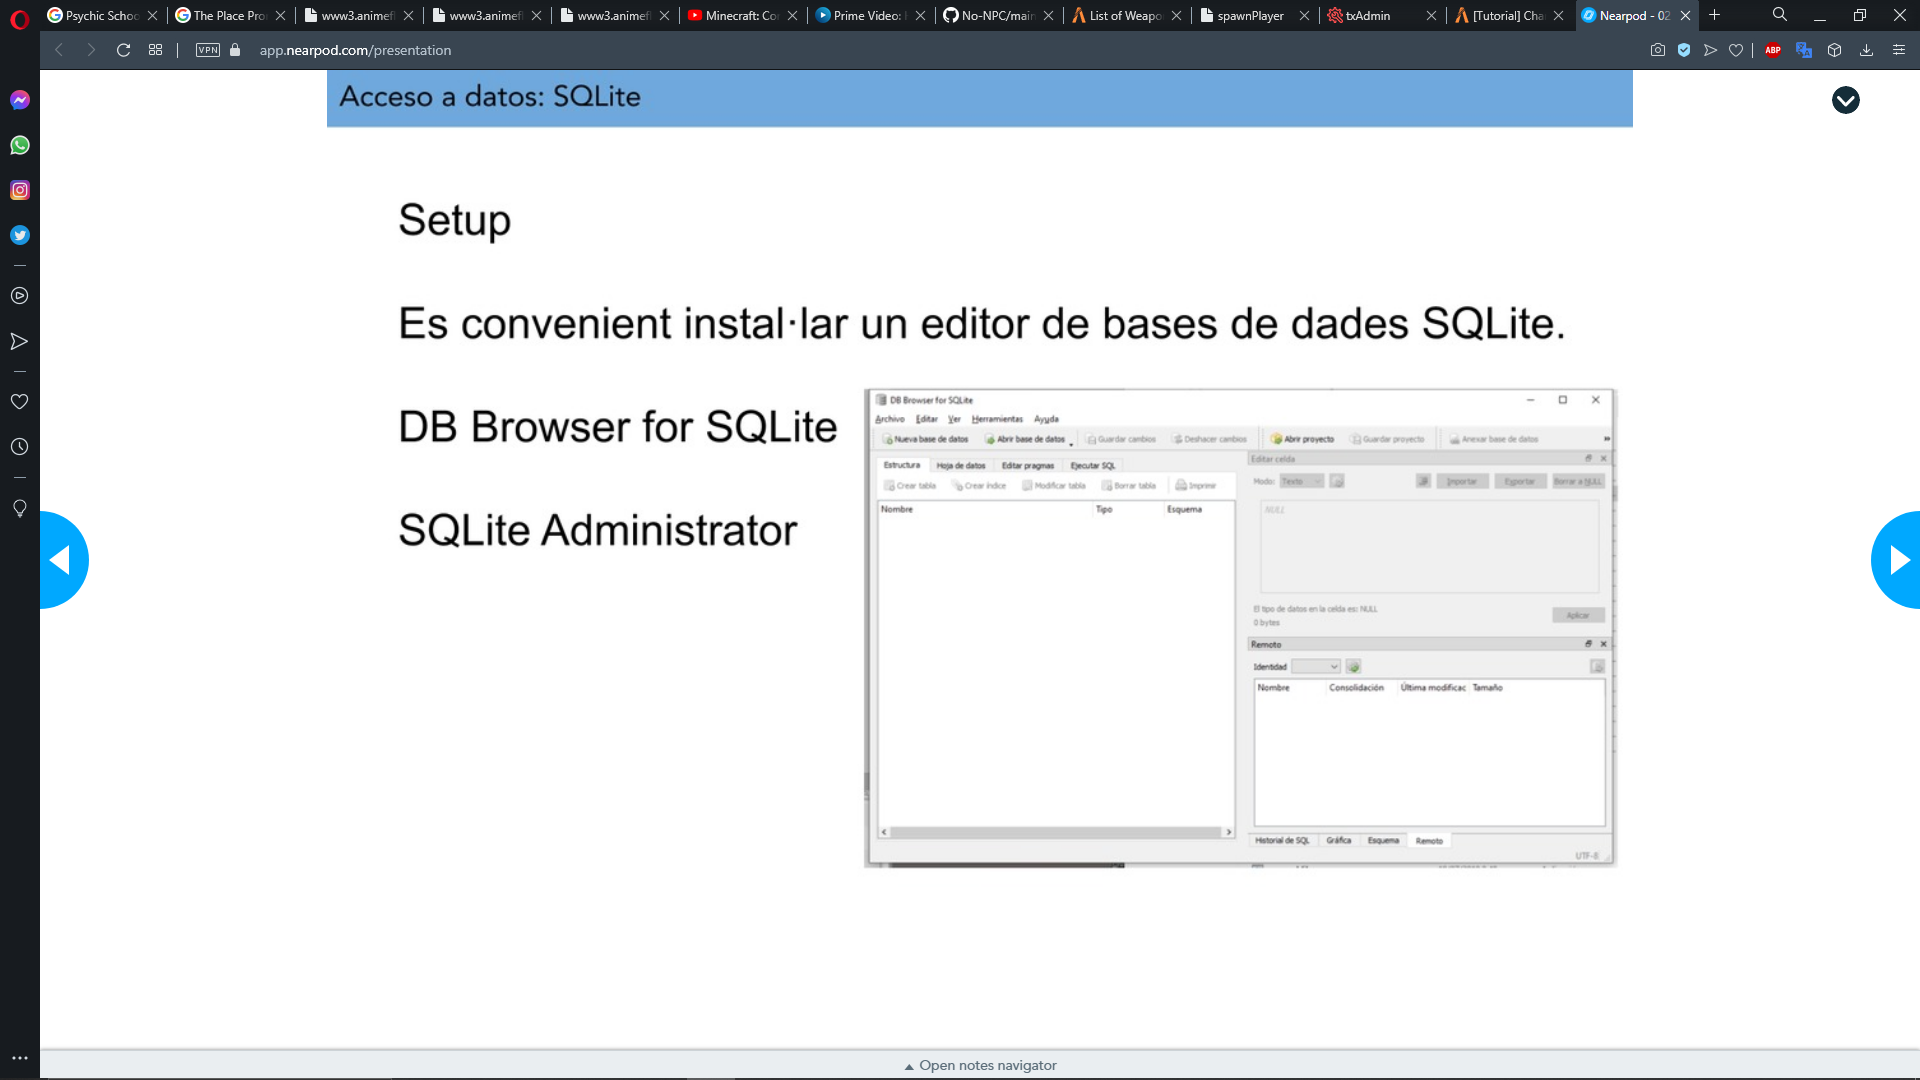 Psychic Schoo
The Place Pro
www3.animefl
www3.animefl
www3.animefl
Minecraft: Co
Prime Video:
No-NPC/main
List of Weapo
spawnPlayer
txAdmin
[Tutorial] Cha
Nearpod - 02
VPN
app.nearpod.com/presentation
ABP
Acceso a datos: SQLite
Setup
Es convenient instal·lar un editor de bases de dades SQLite.
DB Browser for SQLite
SQLite Administrator
DB Browser for SQLite
Archivo Editar Ver Herramientas Ayuda
Nueva base de datos Abrir base de datos Guardar cambios Deshacer cambios Abrir proyecto Guardar proyecto Anexar base de datos
Estructura Hoja de datos Editar pragmas Ejecutar SQL
Crear tabla Crear índice Modificar tabla Borrar tabla Imprimir
Nombre Tipo Esquema
Editar celda
Modo: Texto Importar Exportar Borrar a NULL
NULL
El tipo de datos en la celda es: NULL
0 bytes
Aplicar
Remoto
Identidad
Nombre Consolidación Última modificac Tamaño
Historial de SQL Gráfica Esquema Remoto
UTF-8
Open notes navigator